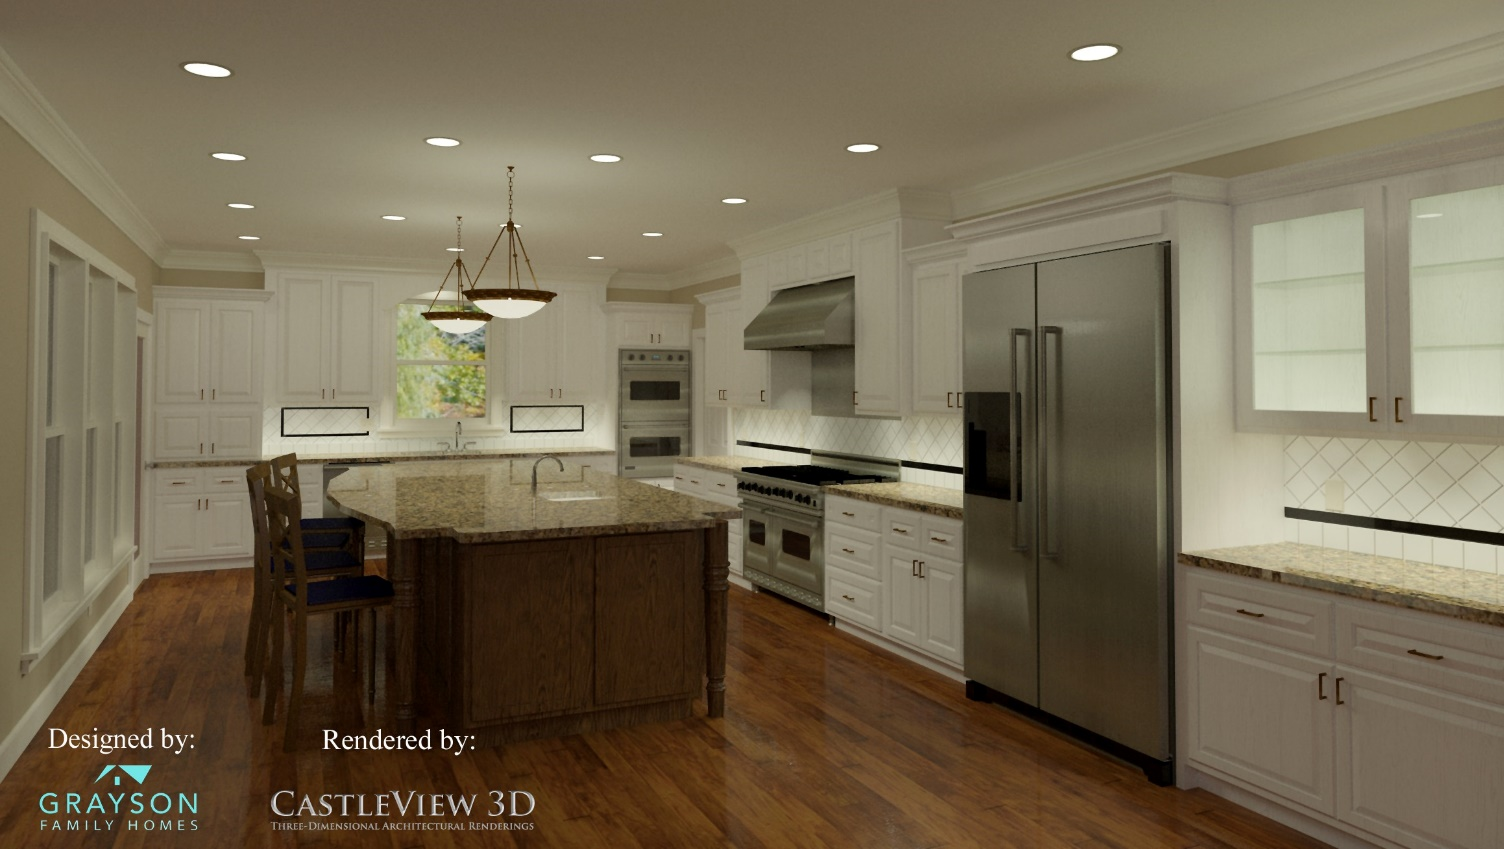 Designed by:
GRAYSON
FAMILY HOMES
Rendered by:
CASTLEVIEW 3D
THREE-DIMENSIONAL ARCHITECTURAL RENDERINGS